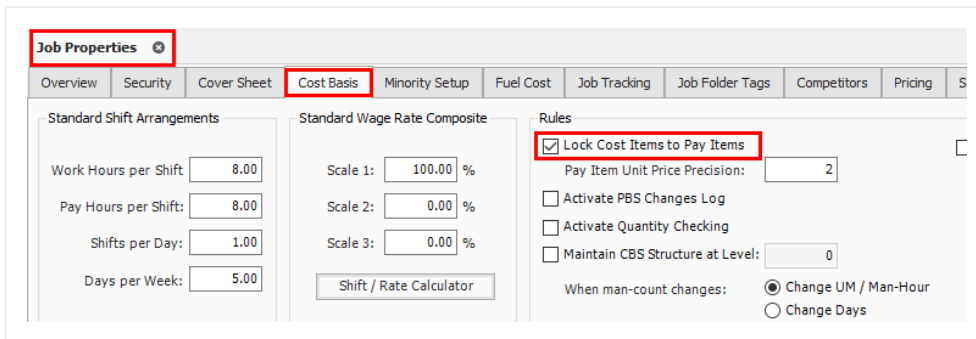 Job Properties
Overview Security Cover Sheet Cost Basis Minority Setup Fuel Cost Job Tracking Job Folder Tags Competitors Pricing S
Standard Shift Arrangements
Work Hours per Shift 8.00
Pay Hours per Shift: 8.00
Shifts per Day: 1.00
Days per Week: 5.00
Standard Wage Rate Composite
Scale 1: 100.00 %
Scale 2: 0.00 %
Scale 3: 0.00 %
Shift / Rate Calculator
Rules
Lock Cost Items to Pay Items
Pay Item Unit Price Precision: 2
Activate PBS Changes Log
Activate Quantity Checking
Maintain CBS Structure at Level: 0
When man-count changes: Change UM / Man-Hour
Change Days